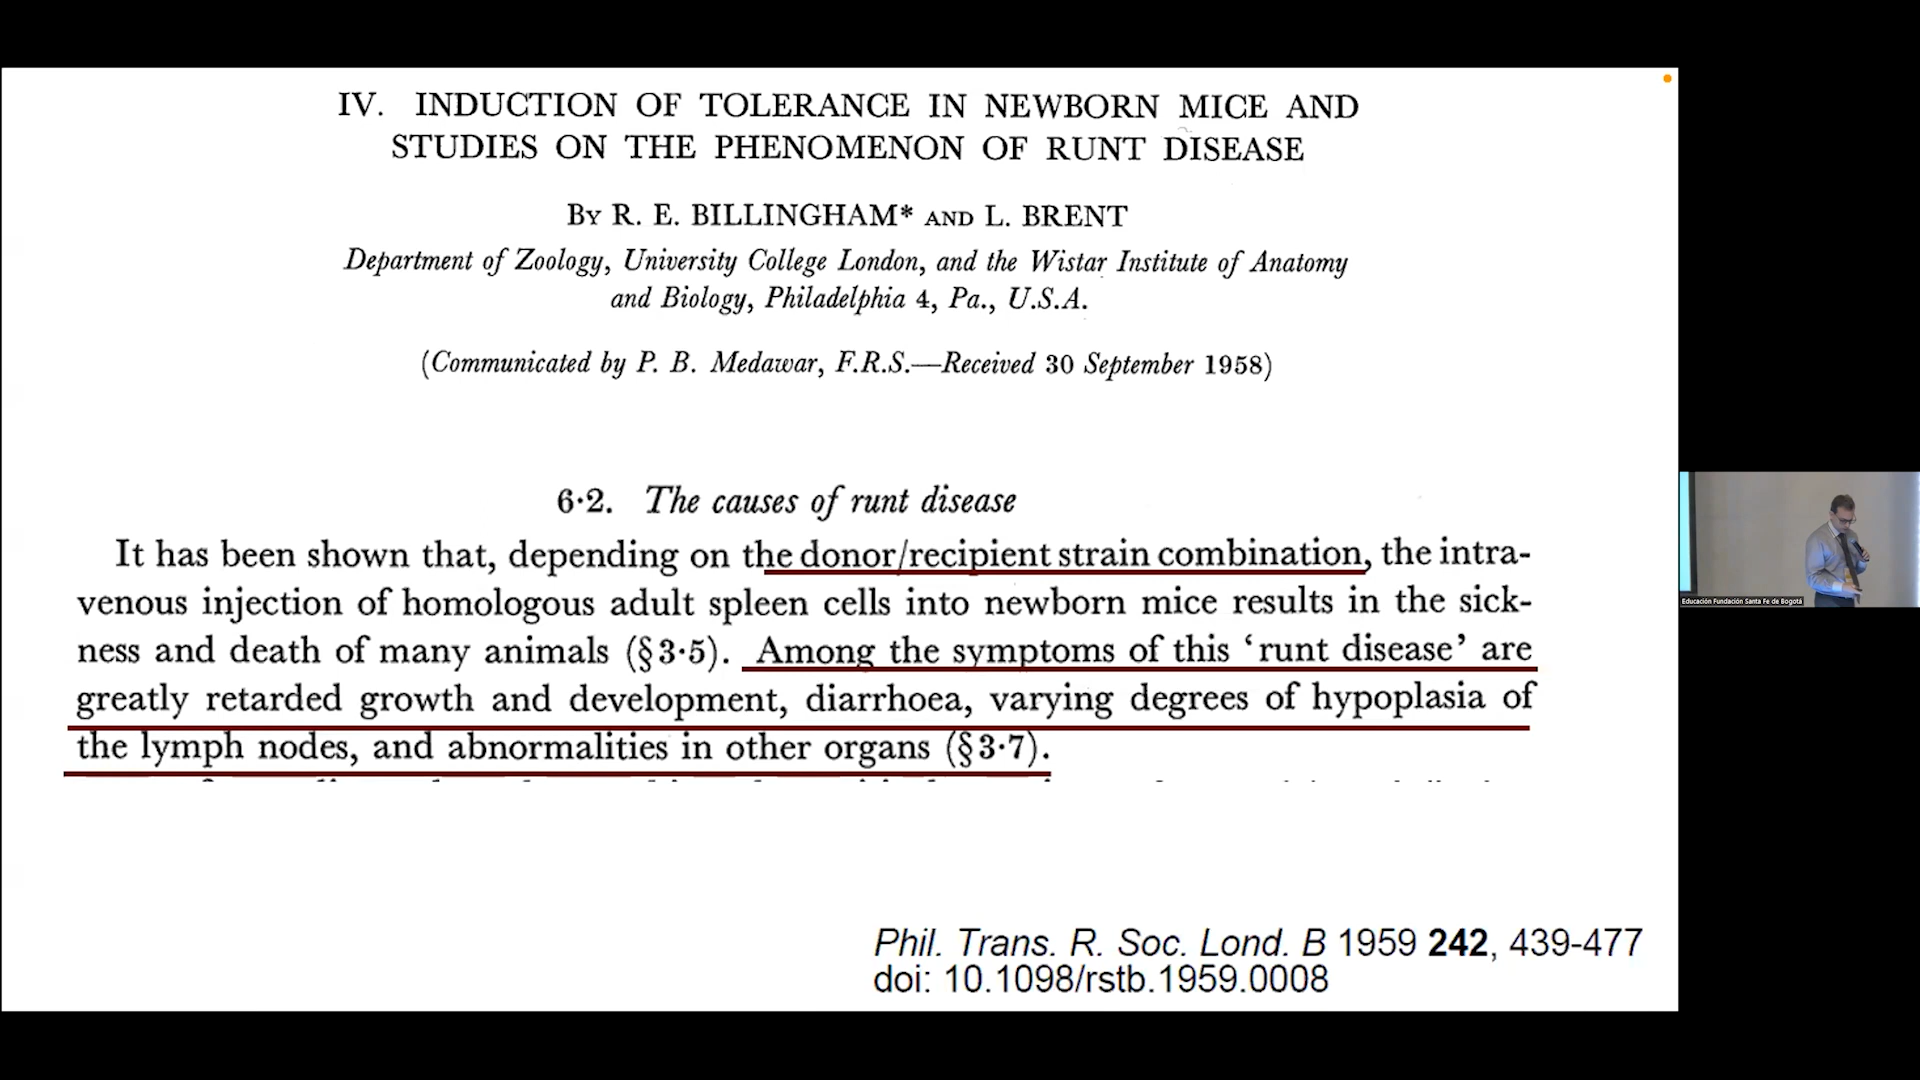 IV. INDUCTION OF TOLERANCE IN NEWBORN MICE AND
STUDIES ON THE PHENOMENON OF RUNT DISEASE
By R. E. BILLINGHAM* AND L. BRENT
Department of Zoology, University College London, and the Wistar Institute of Anatomy
and Biology, Philadelphia 4, Pa., U.S.A.
(Communicated by P. B. Medawar, F.R.S.—Received 30 September 1958)
6·2. The causes of runt disease
It has been shown that, depending on the donor/recipient strain combination, the intra-
venous injection of homologous adult spleen cells into newborn mice results in the sick-
ness and death of many animals (§3·5). Among the symptoms of this ‘runt disease’ are
greatly retarded growth and development, diarrhoea, varying degrees of hypoplasia of
the lymph nodes, and abnormalities in other organs (§3·7).
Phil. Trans. R. Soc. Lond. B 1959 242, 439-477
doi: 10.1098/rstb.1959.0008
Educación Fundación Santa Fe de Bogotá